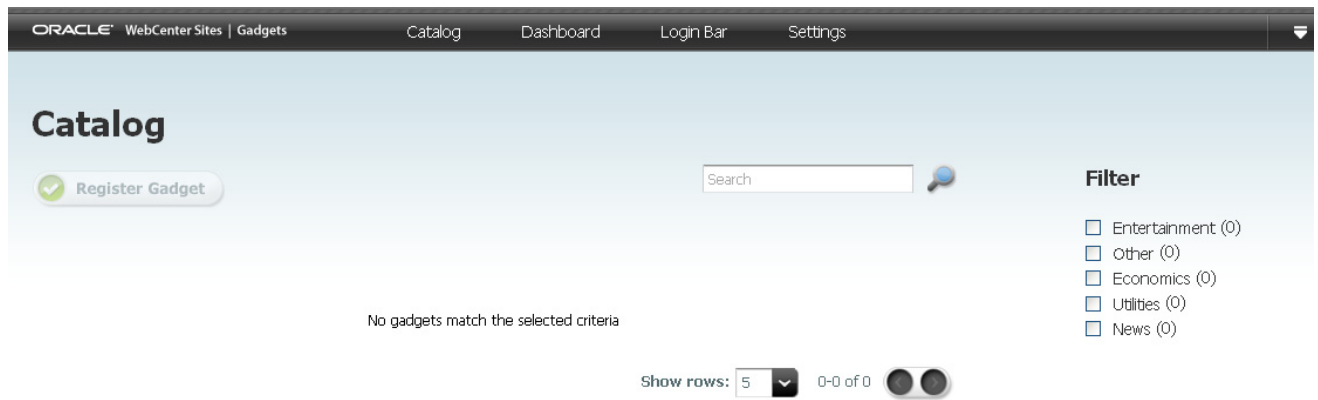 ORACLE® WebCenter Sites | Gadgets Catalog Dashboard Login Bar Settings
Catalog
Register Gadget
Search
Filter
Entertainment (0)
Other (0)
Economics (0)
Utilities (0)
News (0)
No gadgets match the selected criteria
Show rows: 5 0-0 of 0